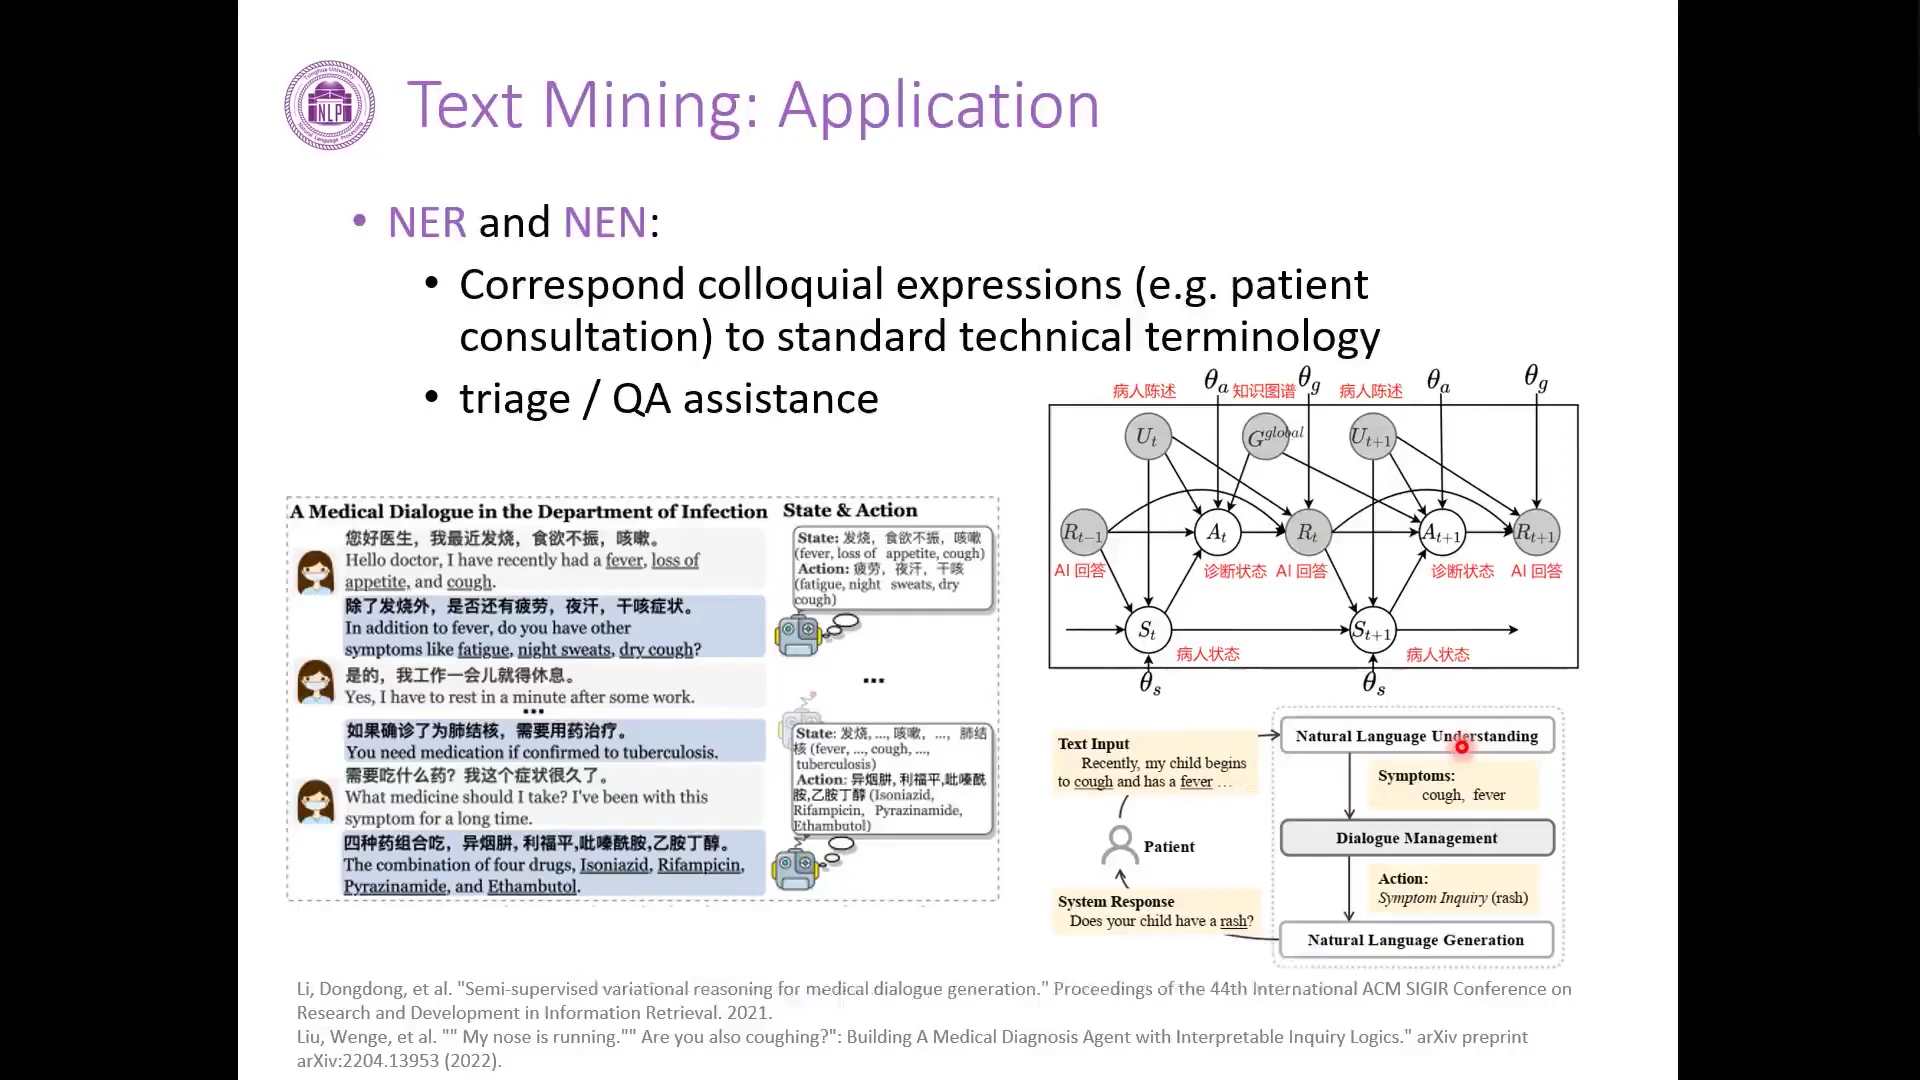 Tsinghua University
NLP
Natural Language Processing
Text Mining: Application
• NER and NEN:
• Correspond colloquial expressions (e.g. patient
consultation) to standard technical terminology
• triage / QA assistance
A Medical Dialogue in the Department of Infection
您好医生，我最近发烧，食欲不振，咳嗽。
Hello doctor, I have recently had a fever, loss of
appetite, and cough.
除了发烧外，是否还有疲劳，夜汗，干咳症状。
In addition to fever, do you have other
symptoms like fatigue, night sweats, dry cough?
是的，我工作一会儿就得休息。
Yes, I have to rest in a minute after some work.
...
如果确诊了为肺结核，需要用药治疗。
You need medication if confirmed to tuberculosis.
需要吃什么药？我这个症状很久了。
What medicine should I take? I've been with this
symptom for a long time.
四种药组合吃，异烟肼, 利福平,吡嗪酰胺,乙胺丁醇。
The combination of four drugs, Isoniazid, Rifampicin,
Pyrazinamide, and Ethambutol.
State & Action
State: 发烧，食欲不振，咳嗽
(fever, loss of appetite, cough)
Action: 疲劳，夜汗，干咳
(fatigue, night sweats, dry
cough)
...
State: 发烧, ..., 咳嗽, ..., 肺结
核 (fever, ..., cough, ...,
tuberculosis)
Action: 异烟肼, 利福平,吡嗪酰
胺,乙胺丁醇 (Isoniazid,
Rifampicin, Pyrazinamide,
Ethambutol)
病人陈述 θa 知识图谱 θg 病人陈述 θa θg
Ut Gglobal Ut+1
Rt−1 At Rt At+1 Rt+1
AI 回答 诊断状态 AI 回答 诊断状态 AI 回答
St St+1
病人状态 病人状态
θs θs
Text Input
Recently, my child begins
to cough and has a fever ...
Patient
System Response
Does your child have a rash?
Natural Language Understanding
Symptoms:
cough, fever
Dialogue Management
Action:
Symptom Inquiry (rash)
Natural Language Generation
Li, Dongdong, et al. "Semi-supervised variational reasoning for medical dialogue generation." Proceedings of the 44th International ACM SIGIR Conference on
Research and Development in Information Retrieval. 2021.
Liu, Wenge, et al. "" My nose is running."" Are you also coughing?": Building A Medical Diagnosis Agent with Interpretable Inquiry Logics." arXiv preprint
arXiv:2204.13953 (2022).